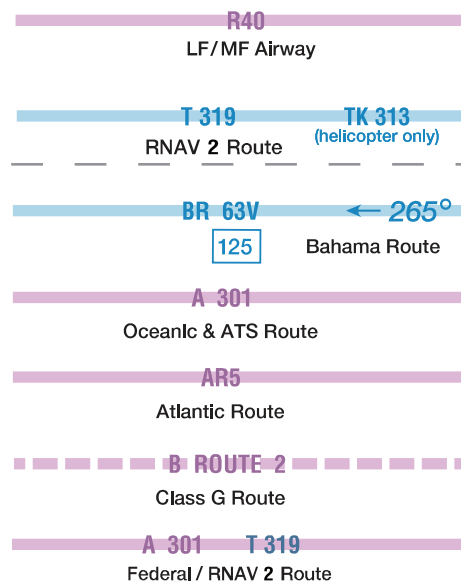 R40
LF/MF Airway
T 319 TK 313
(helicopter only)
RNAV 2 Route
BR 63V 265°
125 Bahama Route
A 301
Oceanic & ATS Route
AR5
Atlantic Route
B ROUTE 2
Class G Route
A 301 T 319
Federal / RNAV 2 Route